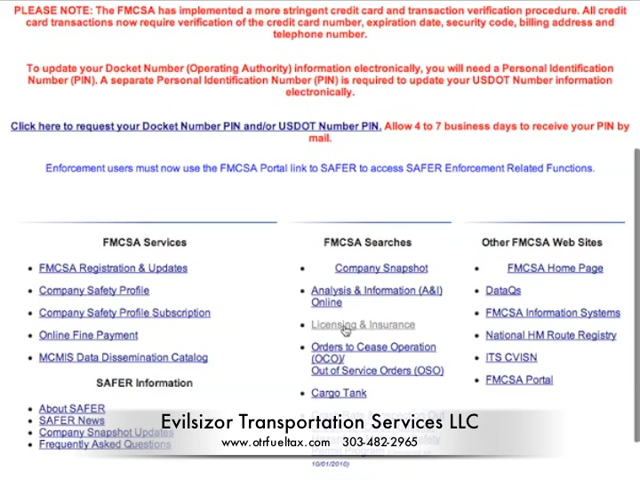 PLEASE NOTE: The FMCSA has implemented a more stringent credit card and transaction verification procedure. All credit
card transactions now require verification of the credit card number, expiration date, security code, billing address and
telephone number.
To update your Docket Number (Operating Authority) information electronically, you will need a Personal Identification
Number (PIN). A separate Personal Identification Number (PIN) is required to update your USDOT Number information
electronically.
Click here to request your Docket Number PIN and/or USDOT Number PIN. Allow 4 to 7 business days to receive your PIN by
mail.
Enforcement users must now use the FMCSA Portal link to SAFER to access SAFER Enforcement Related Functions.
FMCSA Services
FMCSA Registration & Updates
Company Safety Profile
Company Safety Profile Subscription
Online Fine Payment
MCMIS Data Dissemination Catalog
SAFER Information
About SAFER
SAFER News
Company Snapshot Updates
Frequently Asked Questions
FMCSA Searches
Company Snapshot
Analysis & Information (A&I)
Online
Licensing & Insurance
Orders to Cease Operation
(OCO)/
Out of Service Orders (OSO)
Cargo Tank
10/01/2010)
Other FMCSA Web Sites
FMCSA Home Page
DataQs
FMCSA Information Systems
National HM Route Registry
ITS CVISN
FMCSA Portal
Evilsizor Transportation Services LLC
www.otrfueltax.com 303-482-2965